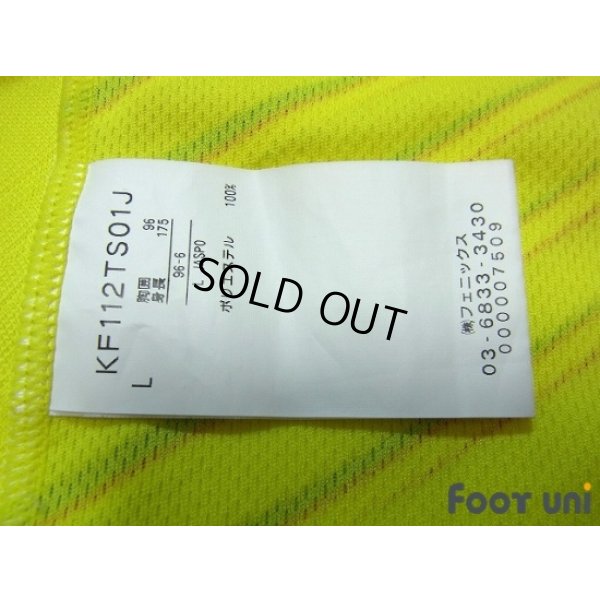 KF112TS01J
L
胸囲 96
身長 175
96-6
JASPO
ポリエステル 100%
㈱フェニックス
03-6833-3430
000007509
SOLD OUT
Foot uni